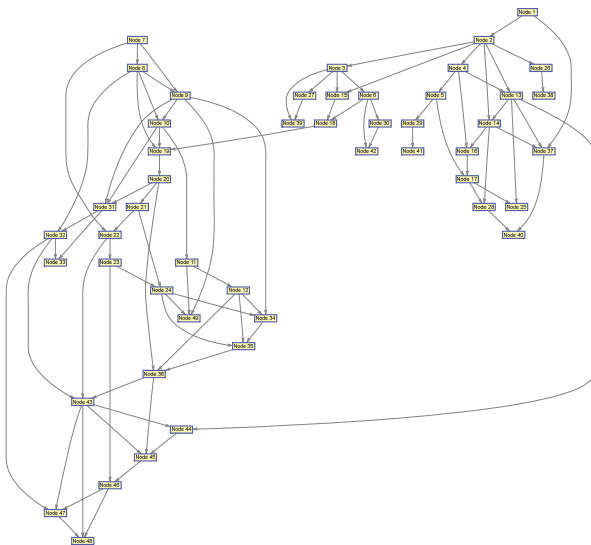 Node 1
Node 7
Node 2
Node 8
Node 3
Node 4
Node 26
Node 9
Node 27
Node 15
Node 6
Node 5
Node 13
Node 38
Node 10
Node 39
Node 18
Node 30
Node 29
Node 14
Node 19
Node 42
Node 41
Node 16
Node 37
Node 20
Node 17
Node 31
Node 21
Node 28
Node 25
Node 32
Node 22
Node 40
Node 33
Node 23
Node 11
Node 24
Node 12
Node 49
Node 34
Node 35
Node 36
Node 43
Node 44
Node 45
Node 46
Node 47
Node 48